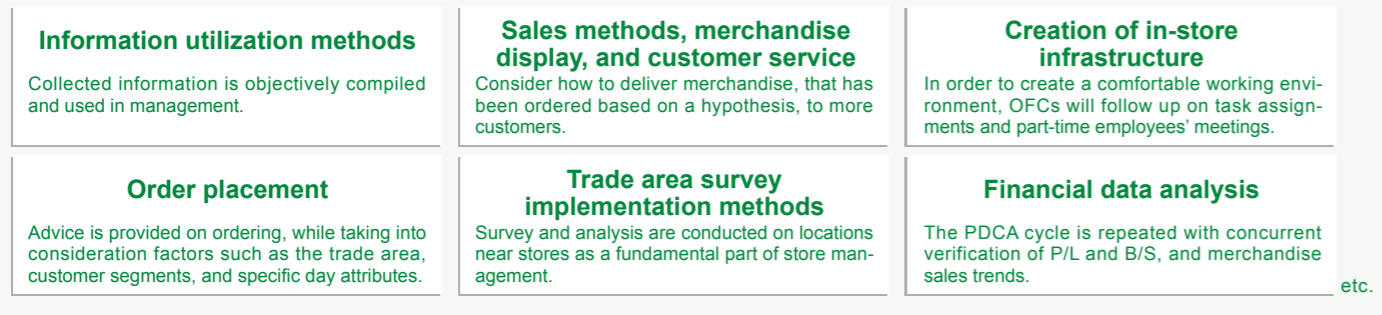 Information utilization methods
Collected information is objectively compiled
and used in management.
Sales methods, merchandise
display, and customer service
Consider how to deliver merchandise, that has
been ordered based on a hypothesis, to more
customers.
Creation of in-store
infrastructure
In order to create a comfortable working envi-
ronment, OFCs will follow up on task assign-
ments and part-time employees’ meetings.
Order placement
Advice is provided on ordering, while taking into
consideration factors such as the trade area,
customer segments, and specific day attributes.
Trade area survey
implementation methods
Survey and analysis are conducted on locations
near stores as a fundamental part of store man-
agement.
Financial data analysis
The PDCA cycle is repeated with concurrent
verification of P/L and B/S, and merchandise
sales trends.
etc.